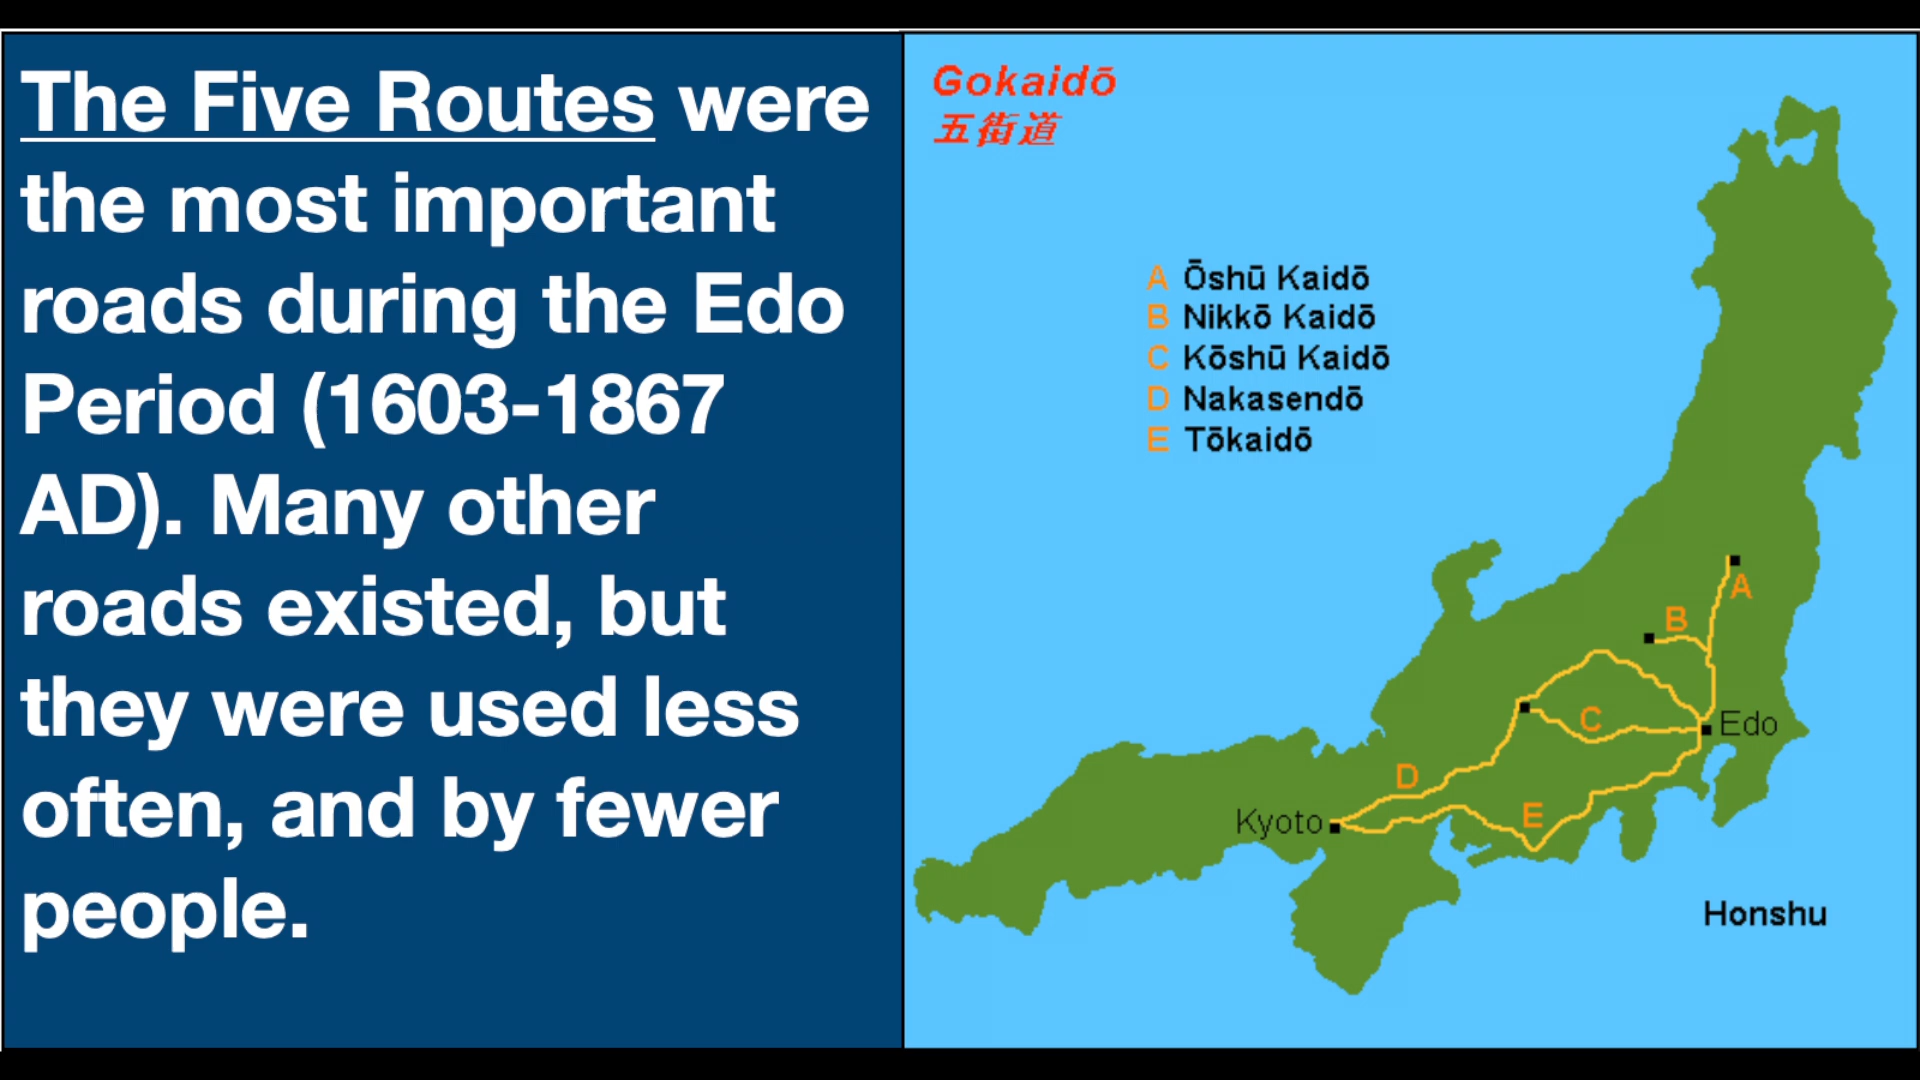 The Five Routes were
the most important
roads during the Edo
Period (1603-1867
AD). Many other
roads existed, but
they were used less
often, and by fewer
people.
Gokaidō
五街道
A Ōshū Kaidō
B Nikkō Kaidō
C Kōshū Kaidō
D Nakasendō
E Tōkaidō
A
B
C
Edo
D
E
Kyoto
Honshu